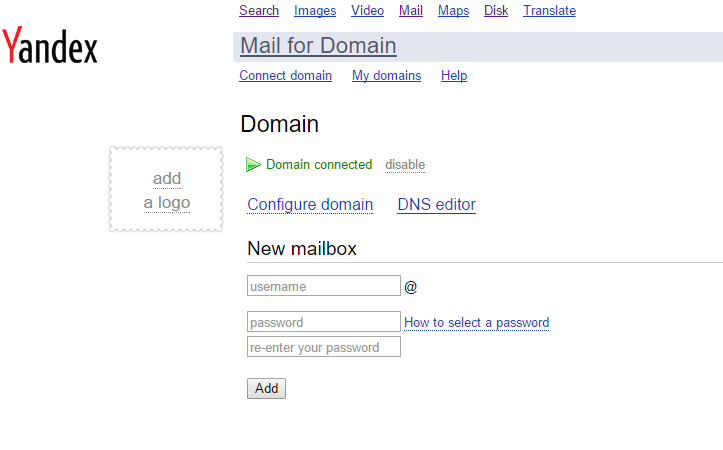 Search Images Video Mail Maps Disk Translate
Yandex
Mail for Domain
Connect domain My domains Help
Domain
Domain connected disable
add
a logo
Configure domain DNS editor
New mailbox
username @
password How to select a password
re-enter your password
Add